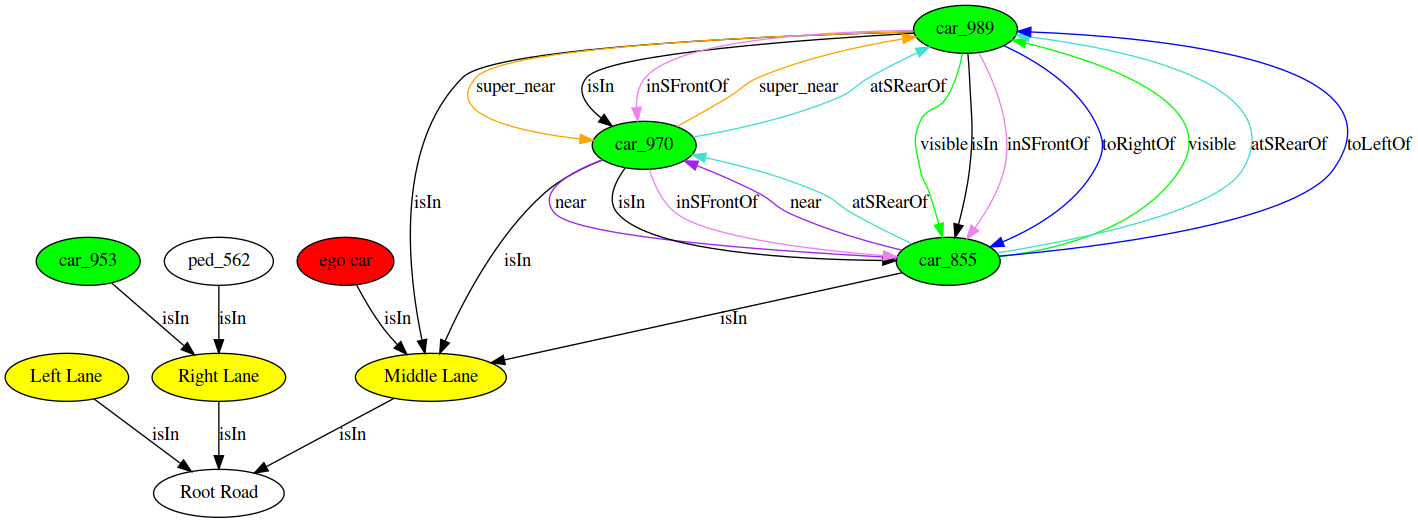 car_989
super_near
isIn
inSFrontOf
super_near
atSRearOf
car_970
visible
isIn
inSFrontOf
toRightOf
visible
atSRearOf
toLeftOf
isIn
near
isIn
inSFrontOf
near
atSRearOf
car_953
ped_562
ego car
isIn
car_855
isIn
isIn
isIn
isIn
Left Lane
Right Lane
Middle Lane
isIn
isIn
isIn
Root Road